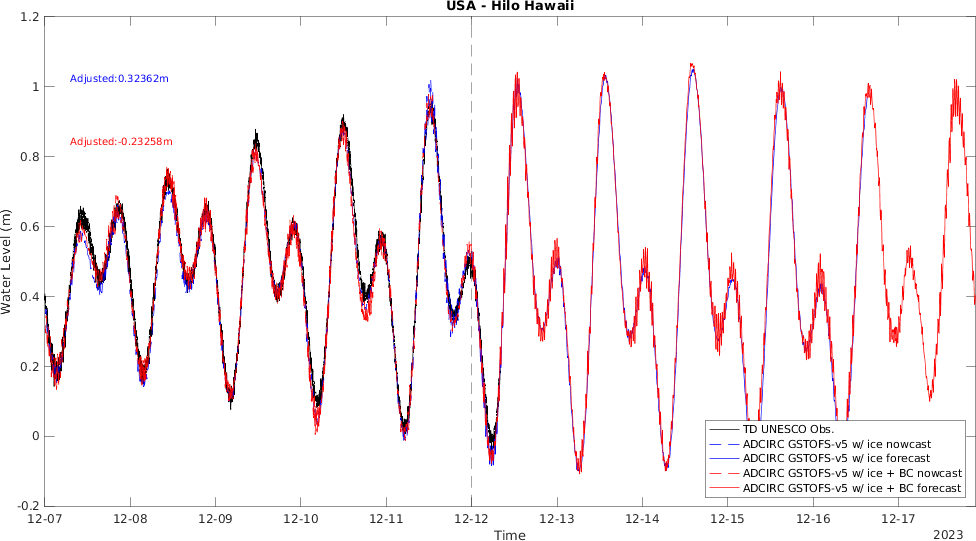 USA - Hilo Hawaii
Adjusted:0.32362m
Adjusted:-0.23258m
Water Level (m)
1.2
1
0.8
0.6
0.4
0.2
0
-0.2
TD UNESCO Obs.
ADCIRC GSTOFS-v5 w/ ice nowcast
ADCIRC GSTOFS-v5 w/ ice forecast
ADCIRC GSTOFS-v5 w/ ice + BC nowcast
ADCIRC GSTOFS-v5 w/ ice + BC forecast
12-07 12-08 12-09 12-10 12-11 12-12 12-13 12-14 12-15 12-16 12-17
Time
2023